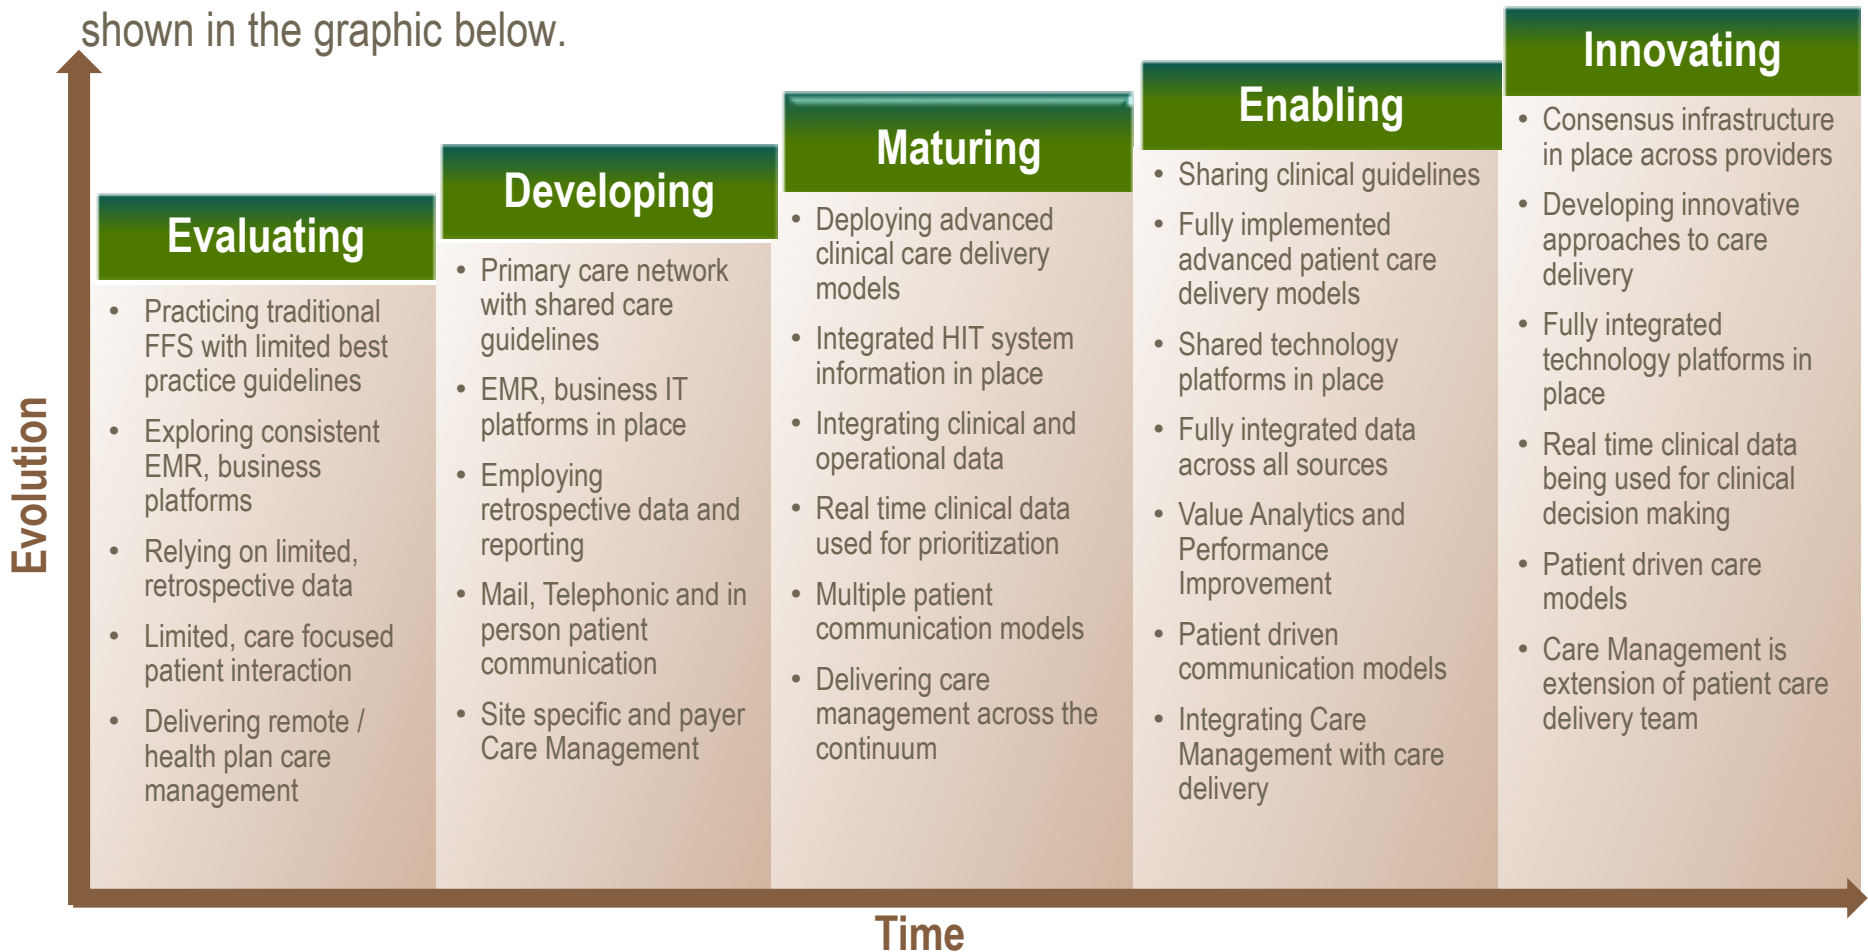 shown in the graphic below.
Evolution
Evaluating
• Practicing traditional
FFS with limited best
practice guidelines
• Exploring consistent
EMR, business
platforms
• Relying on limited,
retrospective data
• Limited, care focused
patient interaction
• Delivering remote /
health plan care
management
Developing
• Primary care network
with shared care
guidelines
• EMR, business IT
platforms in place
• Employing
retrospective data and
reporting
• Mail, Telephonic and in
person patient
communication
• Site specific and payer
Care Management
Maturing
• Deploying advanced
clinical care delivery
models
• Integrated HIT system
information in place
• Integrating clinical and
operational data
• Real time clinical data
used for prioritization
• Multiple patient
communication models
• Delivering care
management across the
continuum
Enabling
• Sharing clinical guidelines
• Fully implemented
advanced patient care
delivery models
• Shared technology
platforms in place
• Fully integrated data
across all sources
• Value Analytics and
Performance
Improvement
• Patient driven
communication models
• Integrating Care
Management with care
delivery
Innovating
• Consensus infrastructure
in place across providers
• Developing innovative
approaches to care
delivery
• Fully integrated
technology platforms in
place
• Real time clinical data
being used for clinical
decision making
• Patient driven care
models
• Care Management is
extension of patient care
delivery team
Time